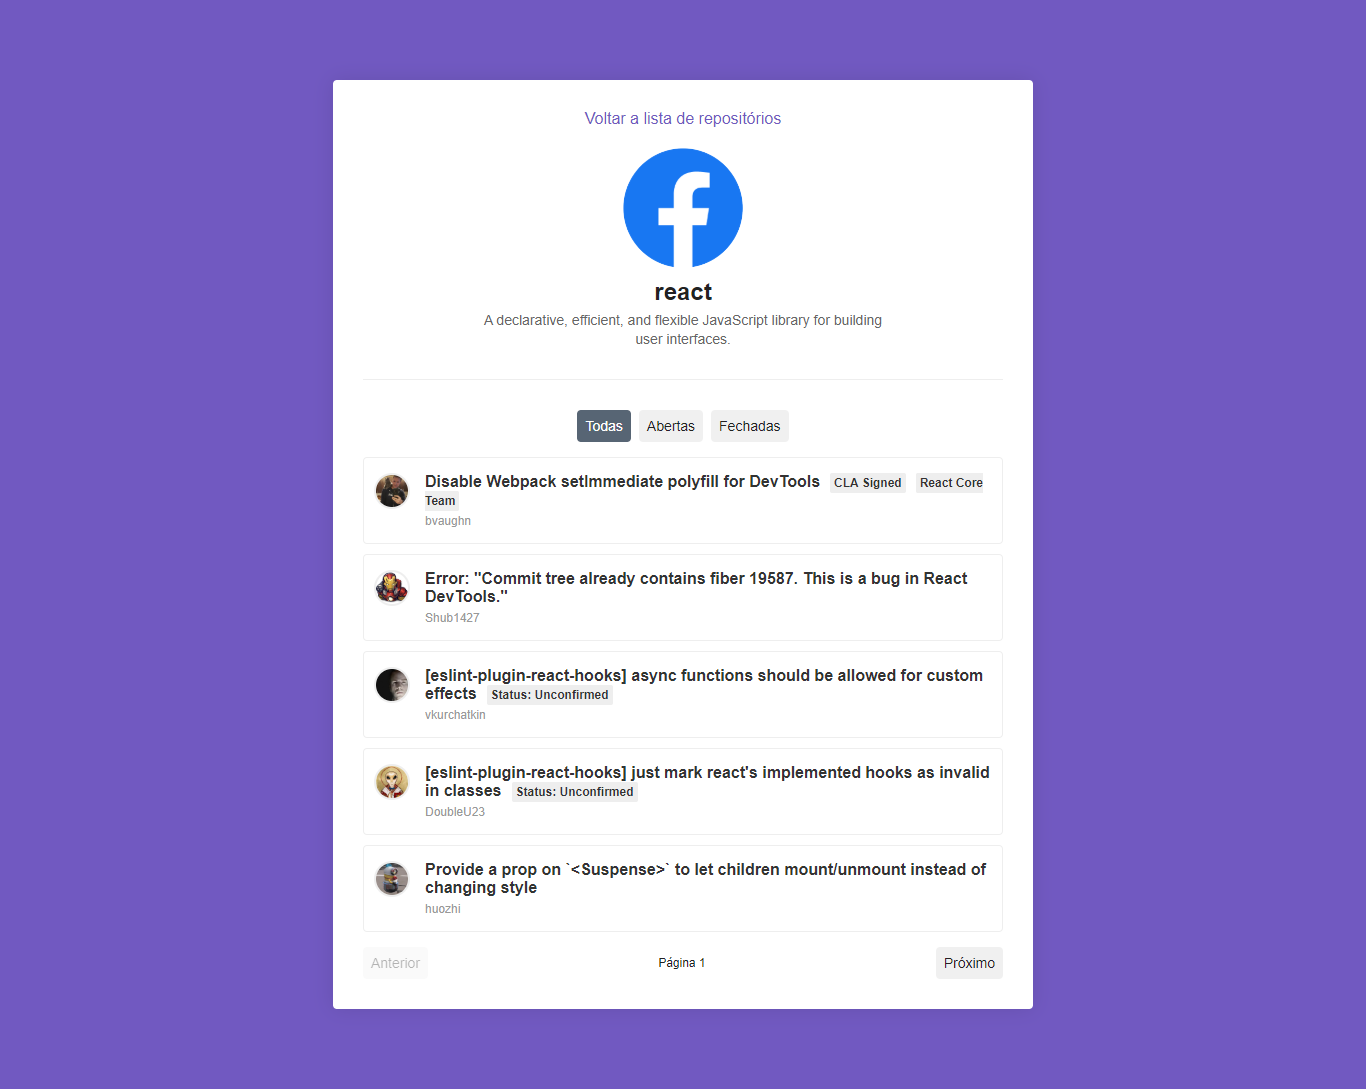 Voltar a lista de repositórios
react
A declarative, efficient, and flexible JavaScript library for building
user interfaces.
Todas Abertas Fechadas
Disable Webpack setImmediate polyfill for DevTools CLA Signed React Core
Team
bvaughn
Error: "Commit tree already contains fiber 19587. This is a bug in React
DevTools."
Shub1427
[eslint-plugin-react-hooks] async functions should be allowed for custom
effects Status: Unconfirmed
vkurchatkin
[eslint-plugin-react-hooks] just mark react's implemented hooks as invalid
in classes Status: Unconfirmed
DoubleU23
Provide a prop on `<Suspense>` to let children mount/unmount instead of
changing style
huozhi
Anterior Página 1 Próximo